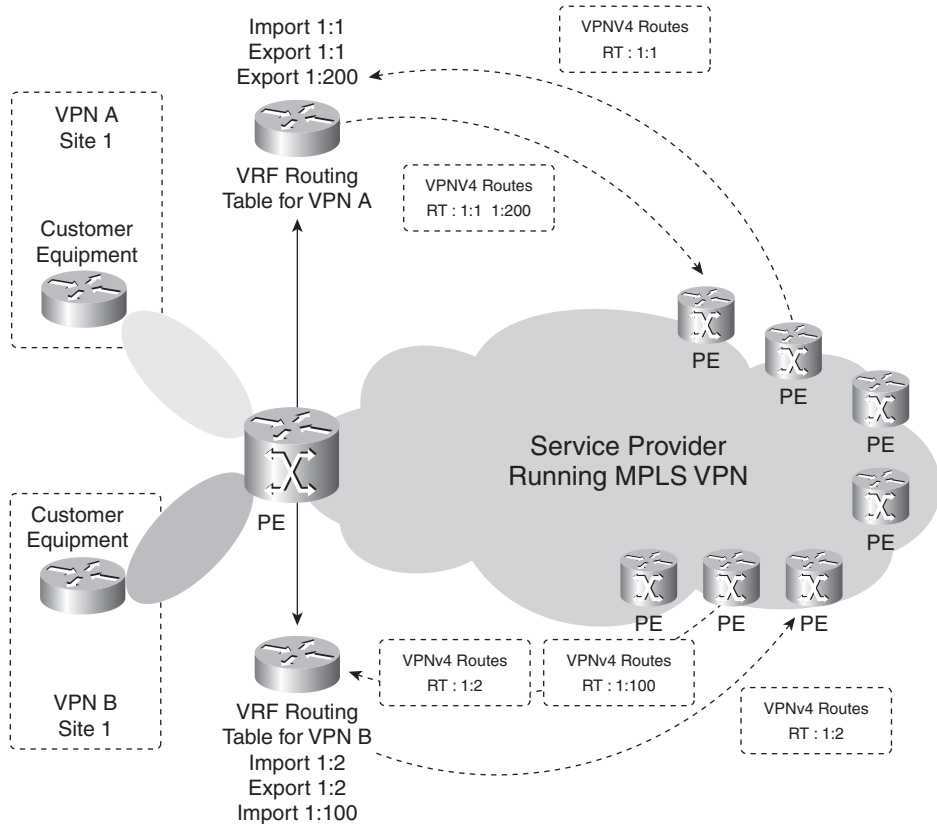 Import 1:1
Export 1:1
Export 1:200
VPNV4 Routes
RT : 1:1
VPN A
Site 1
VRF Routing
Table for VPN A
VPNV4 Routes
RT : 1:1 1:200
Customer
Equipment
PE
PE
PE
Service Provider
Running MPLS VPN
Customer
Equipment
PE
PE
PE
PE
PE
VPNv4 Routes
RT : 1:2
VPNv4 Routes
RT : 1:100
VPN B
Site 1
VRF Routing
Table for VPN B
Import 1:2
Export 1:2
Import 1:100
VPNv4 Routes
RT : 1:2